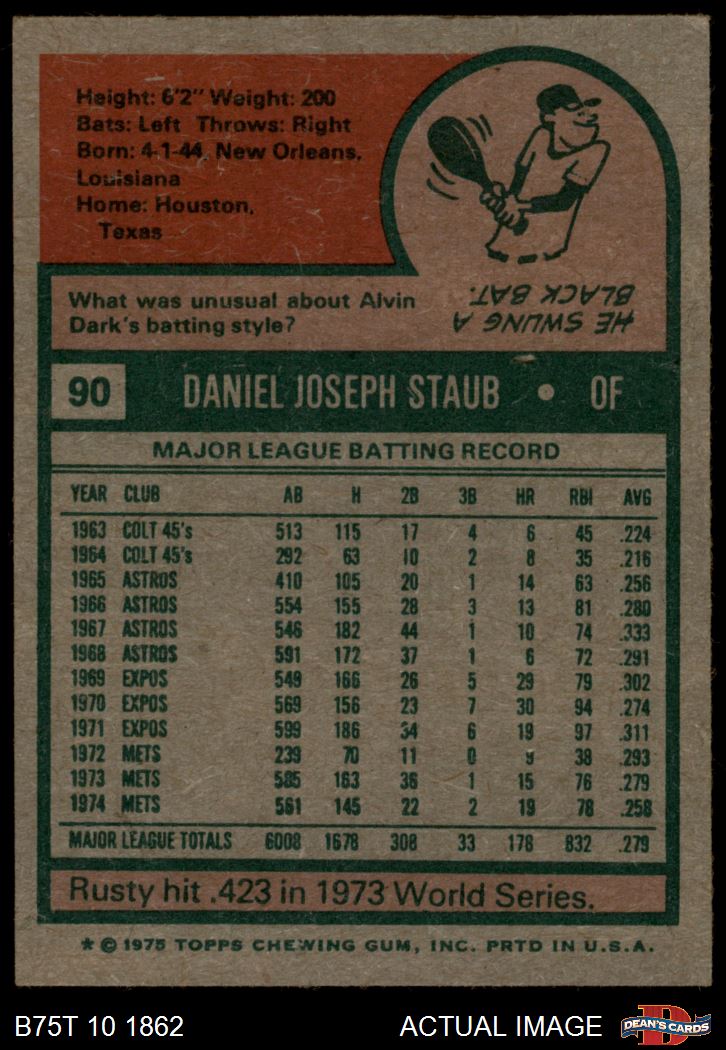 Height: 6'2" Weight: 200
Bats: Left Throws: Right
Born: 4-1-44, New Orleans,
Louisiana
Home: Houston,
Texas
What was unusual about Alvin
Dark's batting style?
HE SWUNG A
BLACK BAT.
90 DANIEL JOSEPH STAUB • OF
MAJOR LEAGUE BATTING RECORD
YEAR CLUB AB H 2B 3B HR RBI AVG
1963 COLT 45's 513 115 17 4 6 45 .224
1964 COLT 45's 292 63 10 2 8 35 .216
1965 ASTROS 410 105 20 1 14 63 .256
1966 ASTROS 554 155 28 3 13 81 .280
1967 ASTROS 546 182 44 1 10 74 .333
1968 ASTROS 591 172 37 1 6 72 .291
1969 EXPOS 549 166 26 5 29 79 .302
1970 EXPOS 569 156 23 7 30 94 .274
1971 EXPOS 599 186 34 6 19 97 .311
1972 METS 239 70 11 0 9 38 .293
1973 METS 585 163 36 1 15 76 .279
1974 METS 561 145 22 2 19 78 .258
MAJOR LEAGUE TOTALS 6008 1678 308 33 178 832 .279
Rusty hit .423 in 1973 World Series.
* © 1975 TOPPS CHEWING GUM, INC. PRTD IN U.S.A.
B75T 10 1862 ACTUAL IMAGE D DEAN'S CARDS